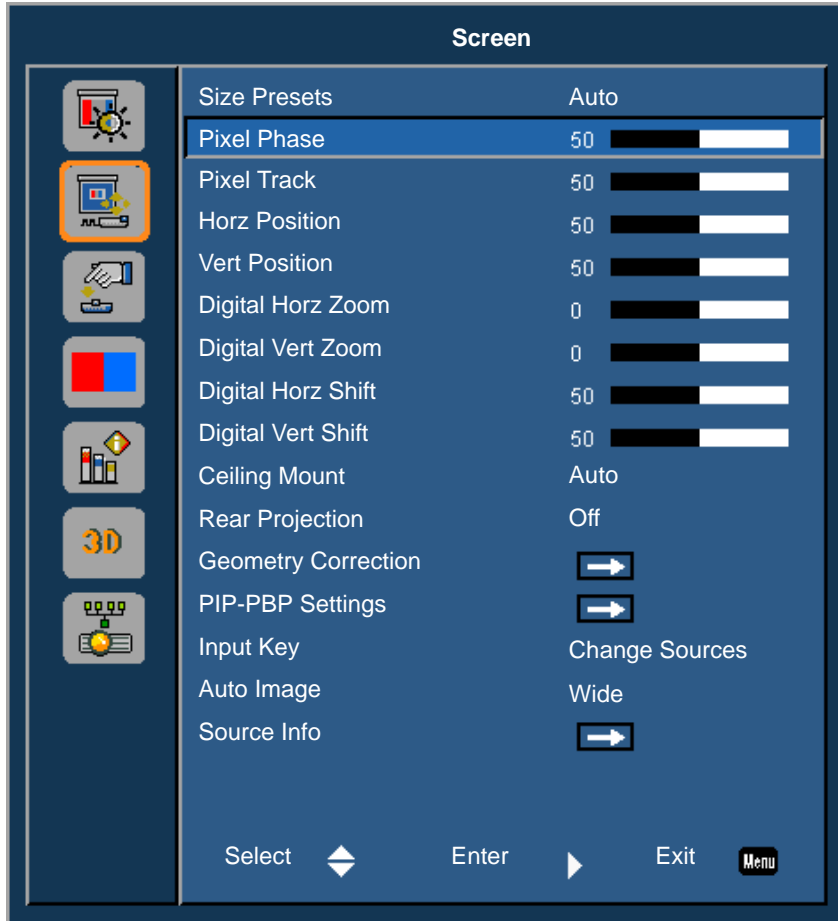 Screen
Size Presets Auto
Pixel Phase 50
Pixel Track 50
Horz Position 50
Vert Position 50
Digital Horz Zoom 0
Digital Vert Zoom 0
Digital Horz Shift 50
Digital Vert Shift 50
Ceiling Mount Auto
Rear Projection Off
3D
Geometry Correction
PIP-PBP Settings
Input Key Change Sources
Auto Image Wide
Source Info
Select Enter Exit Menu